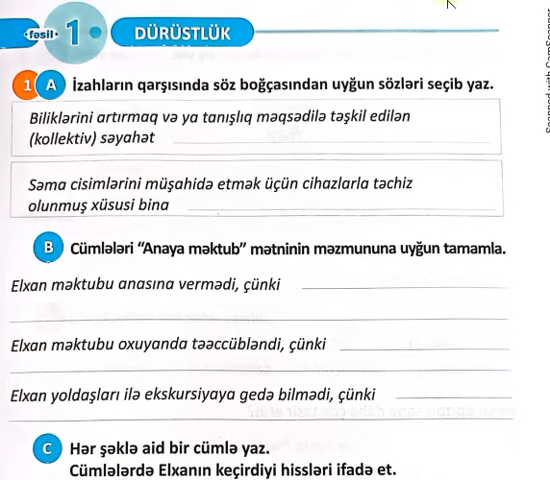 fəsil 1 DÜRÜSTLÜK
1 A İzahların qarşısında söz boğçasından uyğun sözləri seçib yaz.
Biliklərini artırmaq və ya tanışlıq məqsədilə təşkil edilən
(kollektiv) səyahət
Səma cisimlərini müşahidə etmək üçün cihazlarla təchiz
olunmuş xüsusi bina
B Cümlələri “Anaya məktub” mətninin məzmununa uyğun tamamla.
Elxan məktubu anasına vermədi, çünki
Elxan məktubu oxuyanda təəccübləndi, çünki
Elxan yoldaşları ilə ekskursiyaya gedə bilmədi, çünki
C Hər şəklə aid bir cümlə yaz.
Cümlələrdə Elxanın keçirdiyi hissləri ifadə et.
Scanned with CamScanner